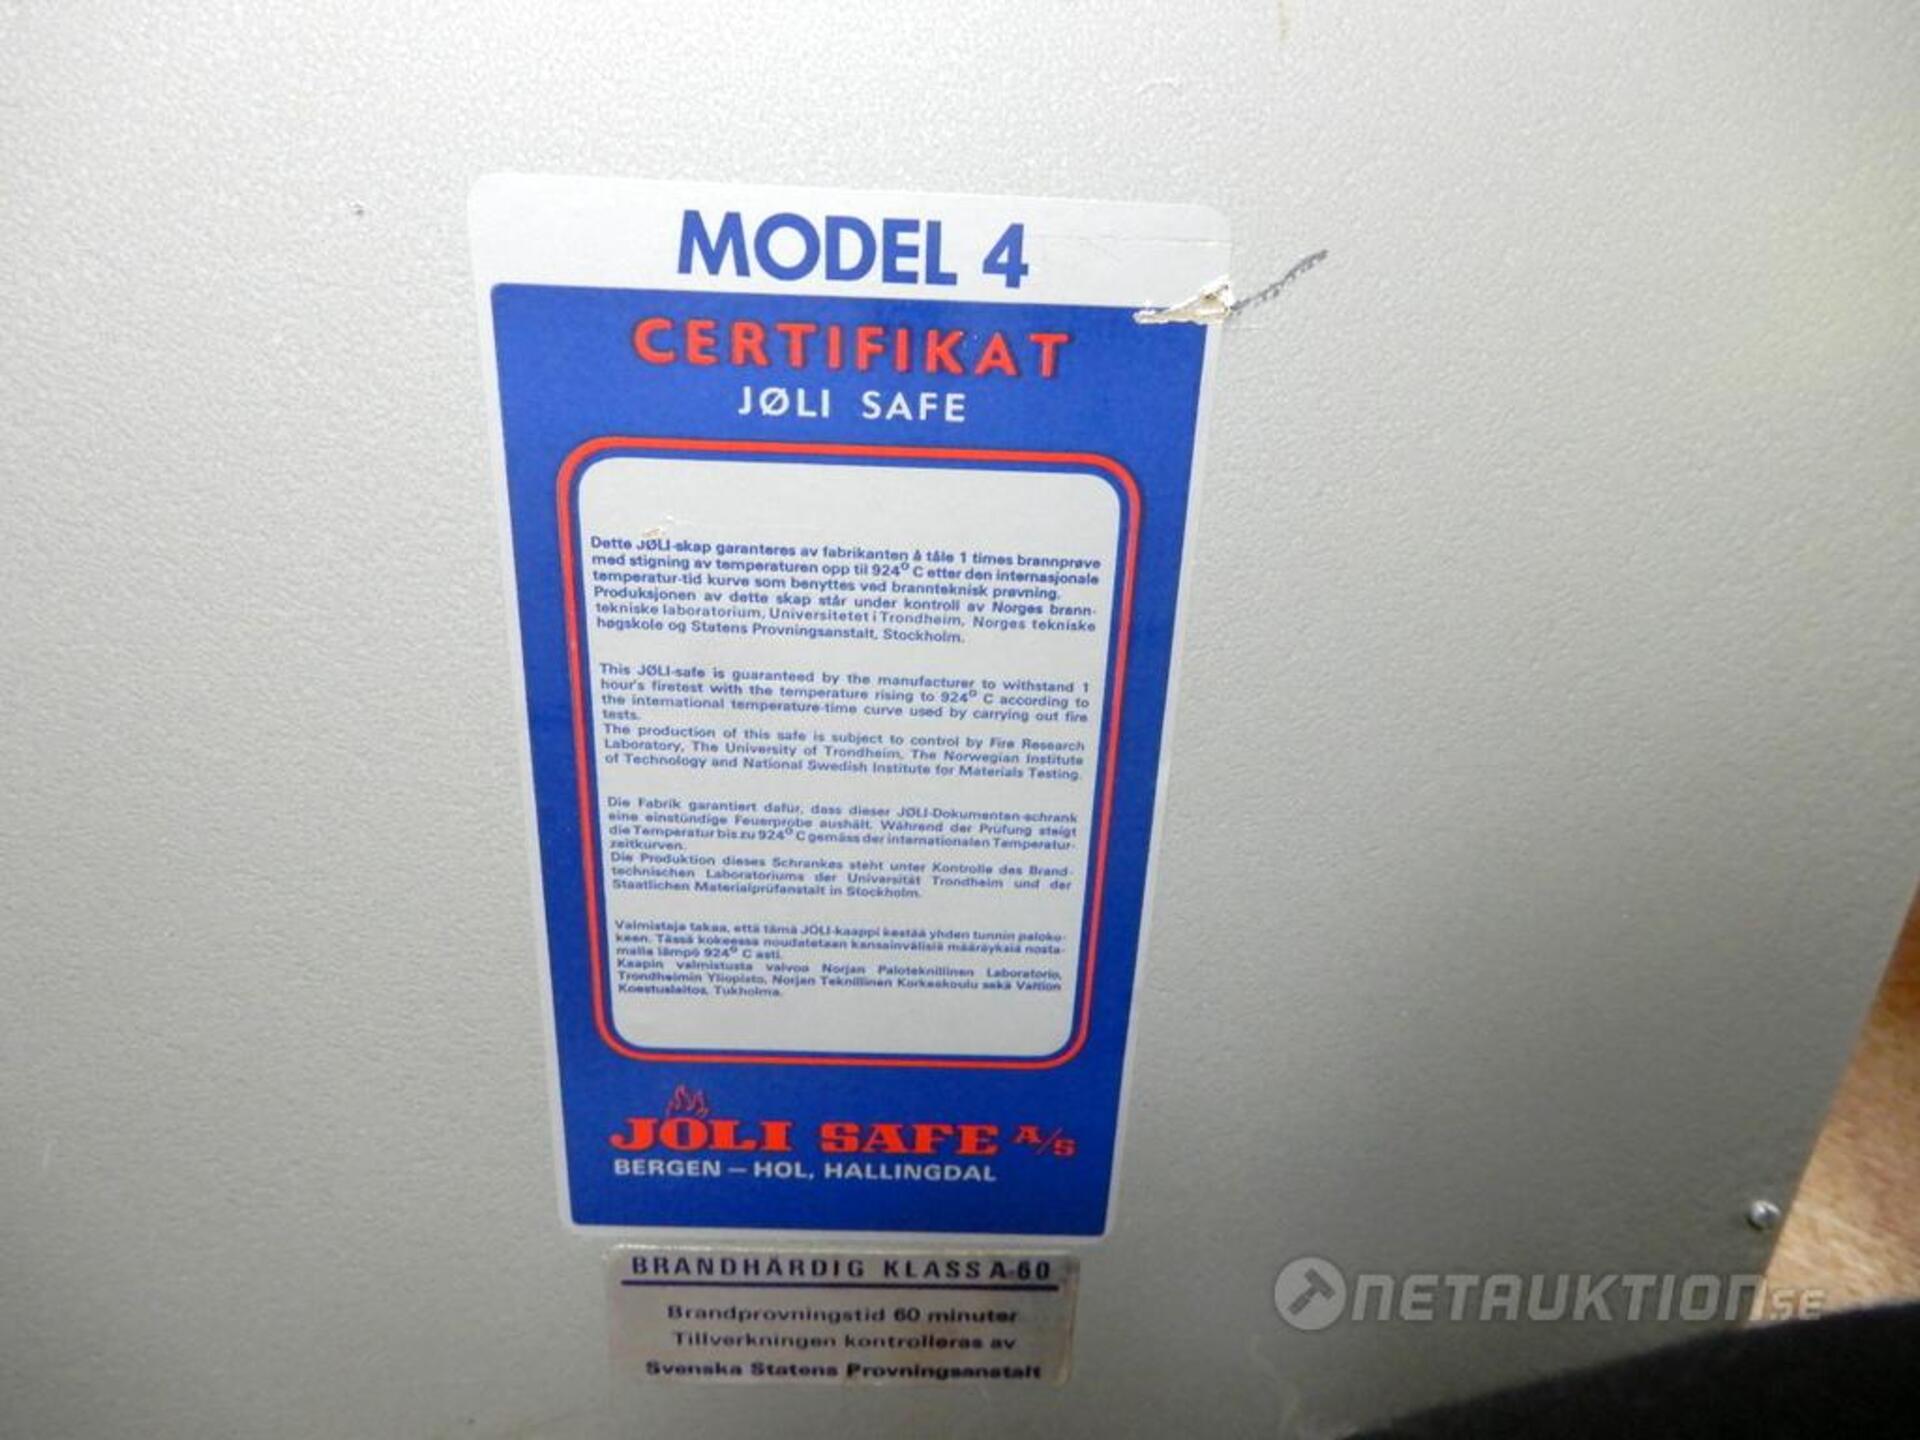 MODEL 4
CERTIFIKAT
JØLI SAFE
Dette JØLI-skap garanteres av fabrikanten å tåle 1 times brannprøve
med stigning av temperaturen opp til 924° C etter den internasjonale
temperatur-tid kurve som benyttes ved brannteknisk prøvning.
Produksjonen av dette skap står under kontroll av Norges brann-
tekniske laboratorium, Universitetet i Trondheim, Norges tekniske
høgskole og Statens Provningsanstalt, Stockholm.
This JØLI-safe is guaranteed by the manufacturer to withstand 1
hour's firetest with the temperature rising to 924° C according to
the international temperature-time curve used by carrying out fire
tests.
The production of this safe is subject to control by Fire Research
Laboratory, The University of Trondheim, The Norwegian Institute
of Technology and National Swedish Institute for Materials Testing.
Die Fabrik garantiert dafür, dass dieser JØLI-Dokumenten-schrank
eine einstündige Feuerprobe aushält. Während der Prüfung steigt
die Temperatur bis zu 924° C gemäss der internationalen Temperatur-
zeitkurven.
Die Produktion dieses Schrankes steht unter Kontrolle des Brand-
technischen Laboratoriums der Universität Trondheim und der
Staatlichen Materialprüfanstalt in Stockholm.
Valmistaja takaa, että tämä JOLI-kaappi kestää yhden tunnin paloko-
keen. Tässä kokeessa noudatetaan kansainvälisiä määräyksiä nosta-
malla lämpö 924° C asti.
Kaapin valmistusta valvoo Norjan Paloteknillinen Laboratorio,
Trondheimin Yliopisto, Norjan Teknillinen Korkeakoulu sekä Valtion
Koestuslaitos, Tukholma.
JØLI SAFE A/S
BERGEN – HOL, HALLINGDAL
BRANDHÄRDIG KLASS A-60
Brandprovningstid 60 minuter
Tillverkningen kontrolleras av
Svenska Statens Provningsanstalt
NETAUKTION.SE